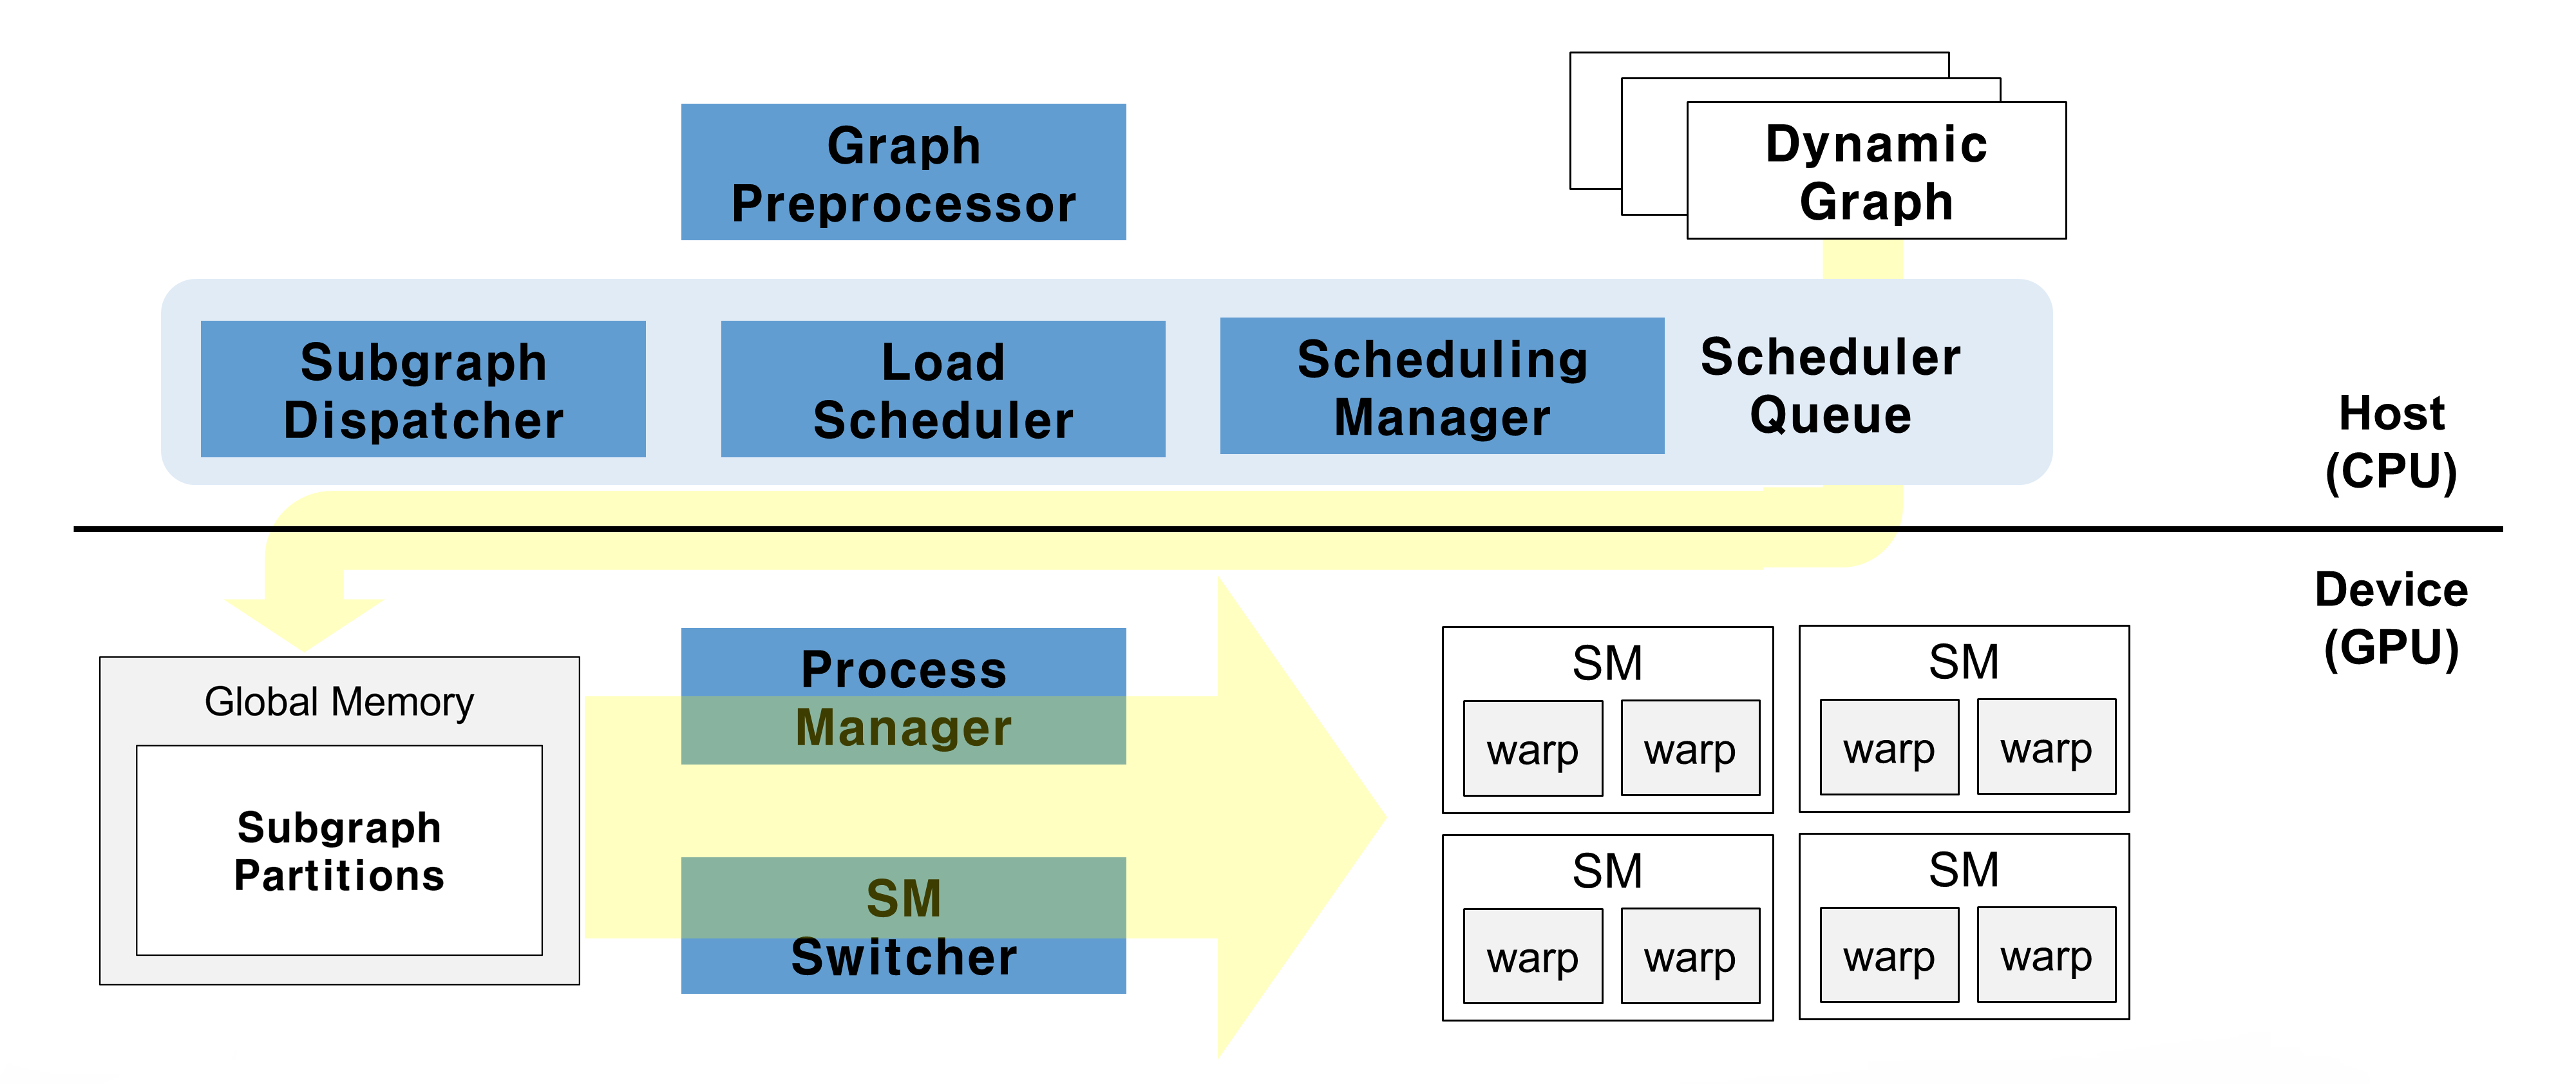 Graph
Preprocessor
Dynamic
Graph
Subgraph
Dispatcher
Load
Scheduler
Scheduling
Manager
Scheduler
Queue
Host
(CPU)
Device
(GPU)
Global Memory
Subgraph
Partitions
Process
Manager
SM
Switcher
SM
warp warp
SM
warp warp
SM
warp warp
SM
warp warp